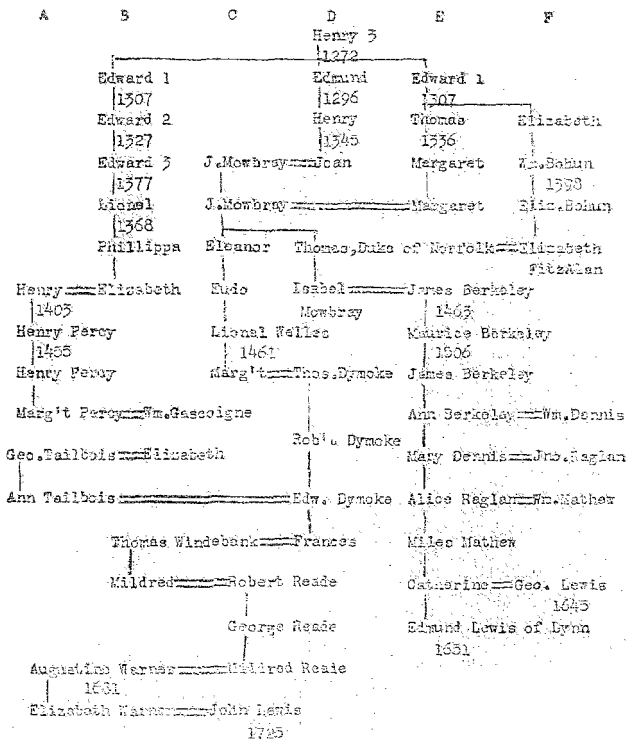 A B C D E F
Henry 3
1272
Edward 1 Edmund Edward 1
1307 1296 1307
Edward 2 Henry Thomas Elizabeth
1327 1345 1336
Edward 3 J.Mowbray Joan Margaret Wm.Bohun
1377 1398
Lionel J.Mowbray Margaret Eliz.Bohun
1368
Phillippa Eleanor Thomas,Duke of Norfolk Elizabeth
FitzAlan
Henry Elizabeth Eudo Isabel James Berkeley
1403 Mowbray 1463
Henry Percy Lional Welles Maurice Berkeley
1455 1461 1506
Henry Percy Marg't Thos.Dymoke James Berkeley
Marg't Percy Wm.Gascoigne Ann Berkeley Wm.Dennis
Rob't Dymoke
Geo.Tailbois Elizabeth Mary Dennis Jno.Raglan
Ann Tailbois Edw. Dymoke Alice Raglan Wm.Mathew
Thomas Windebank Frances Miles Mathew
Mildred Robert Reade Catherine Geo. Lewis
1645
George Reade Edmund Lewis of Lynn
1651
Augustine Warner Mildred Reade
1681
Elizabeth Warner John Lewis
1725